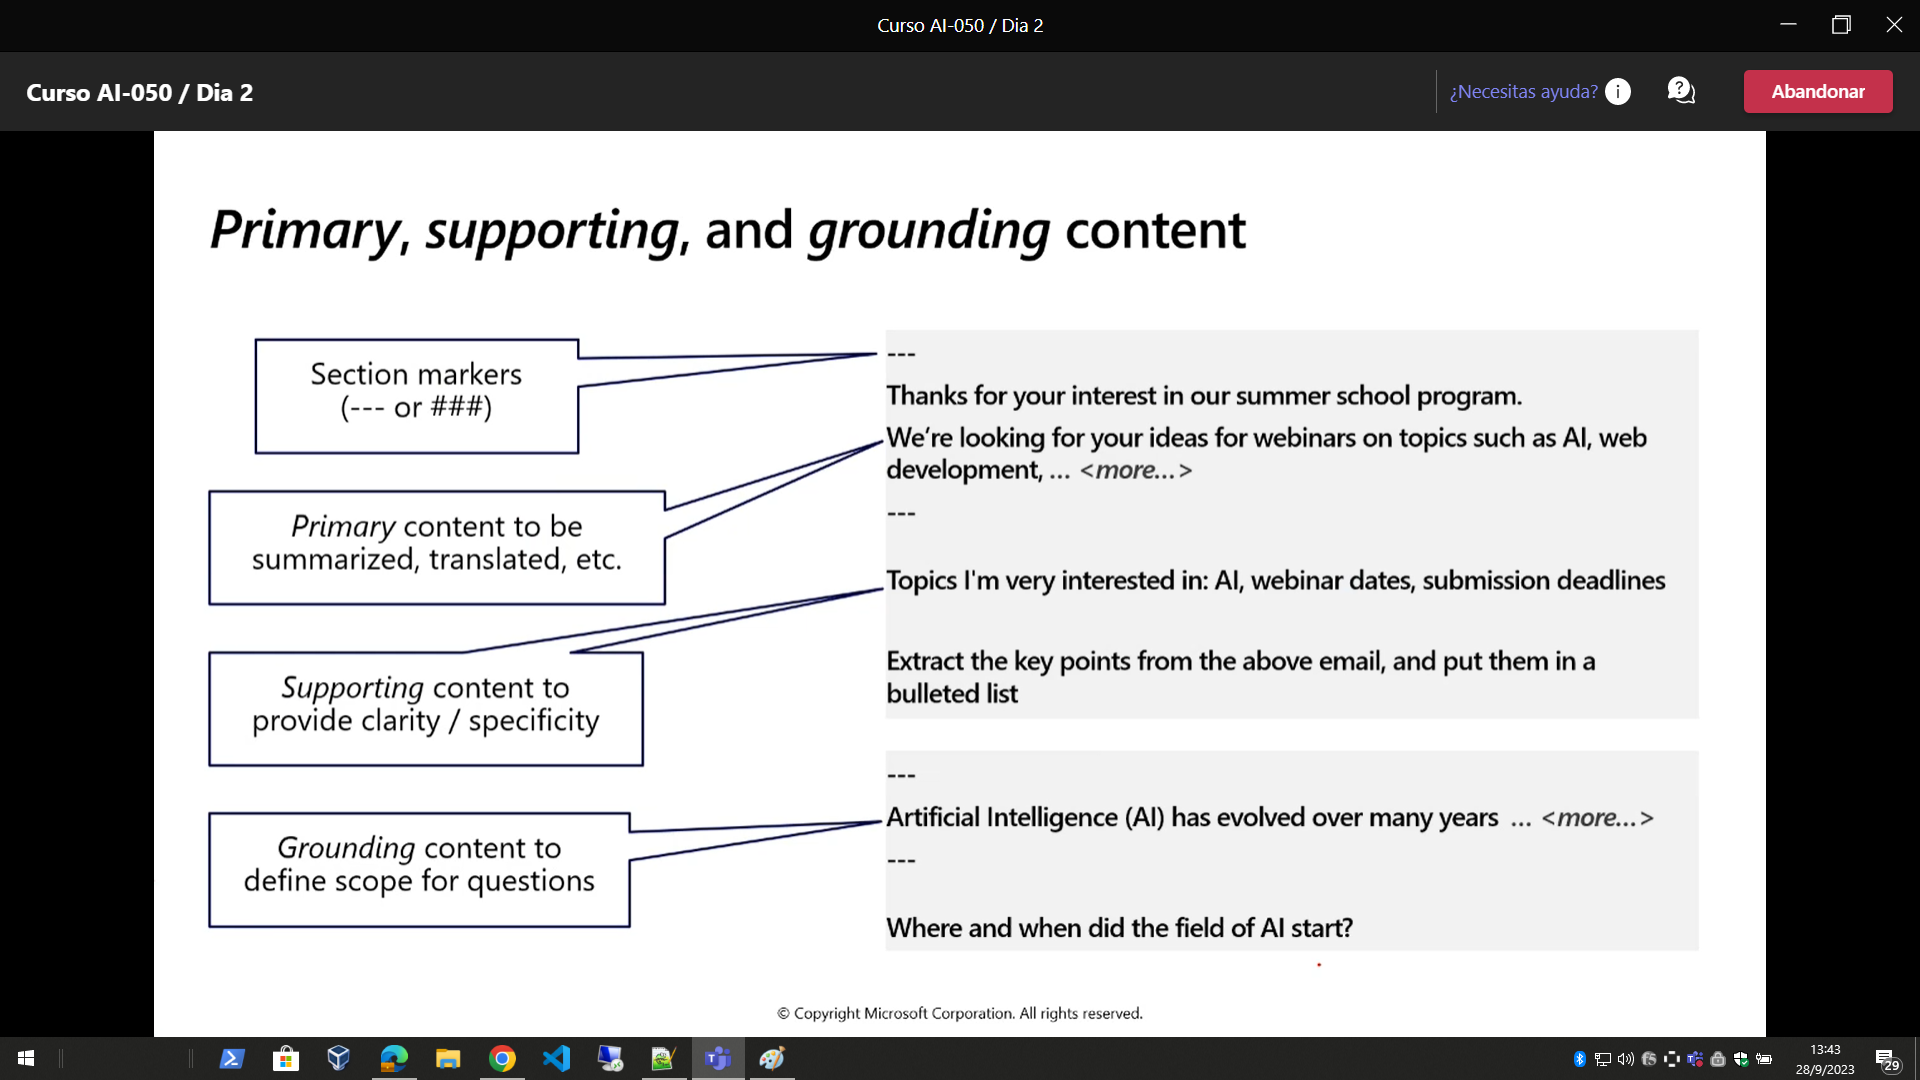 Curso AI-050 / Dia 2
Curso AI-050 / Dia 2
¿Necesitas ayuda?
Abandonar
Primary, supporting, and grounding content
Section markers
(--- or ###)
Primary content to be
summarized, translated, etc.
Supporting content to
provide clarity / specificity
Grounding content to
define scope for questions
---
Thanks for your interest in our summer school program.
We're looking for your ideas for webinars on topics such as AI, web
development, ... <more...>
---
Topics I'm very interested in: AI, webinar dates, submission deadlines
Extract the key points from the above email, and put them in a
bulleted list
---
Artificial Intelligence (AI) has evolved over many years ... <more...>
---
Where and when did the field of AI start?
© Copyright Microsoft Corporation. All rights reserved.
13:43
28/9/2023
29